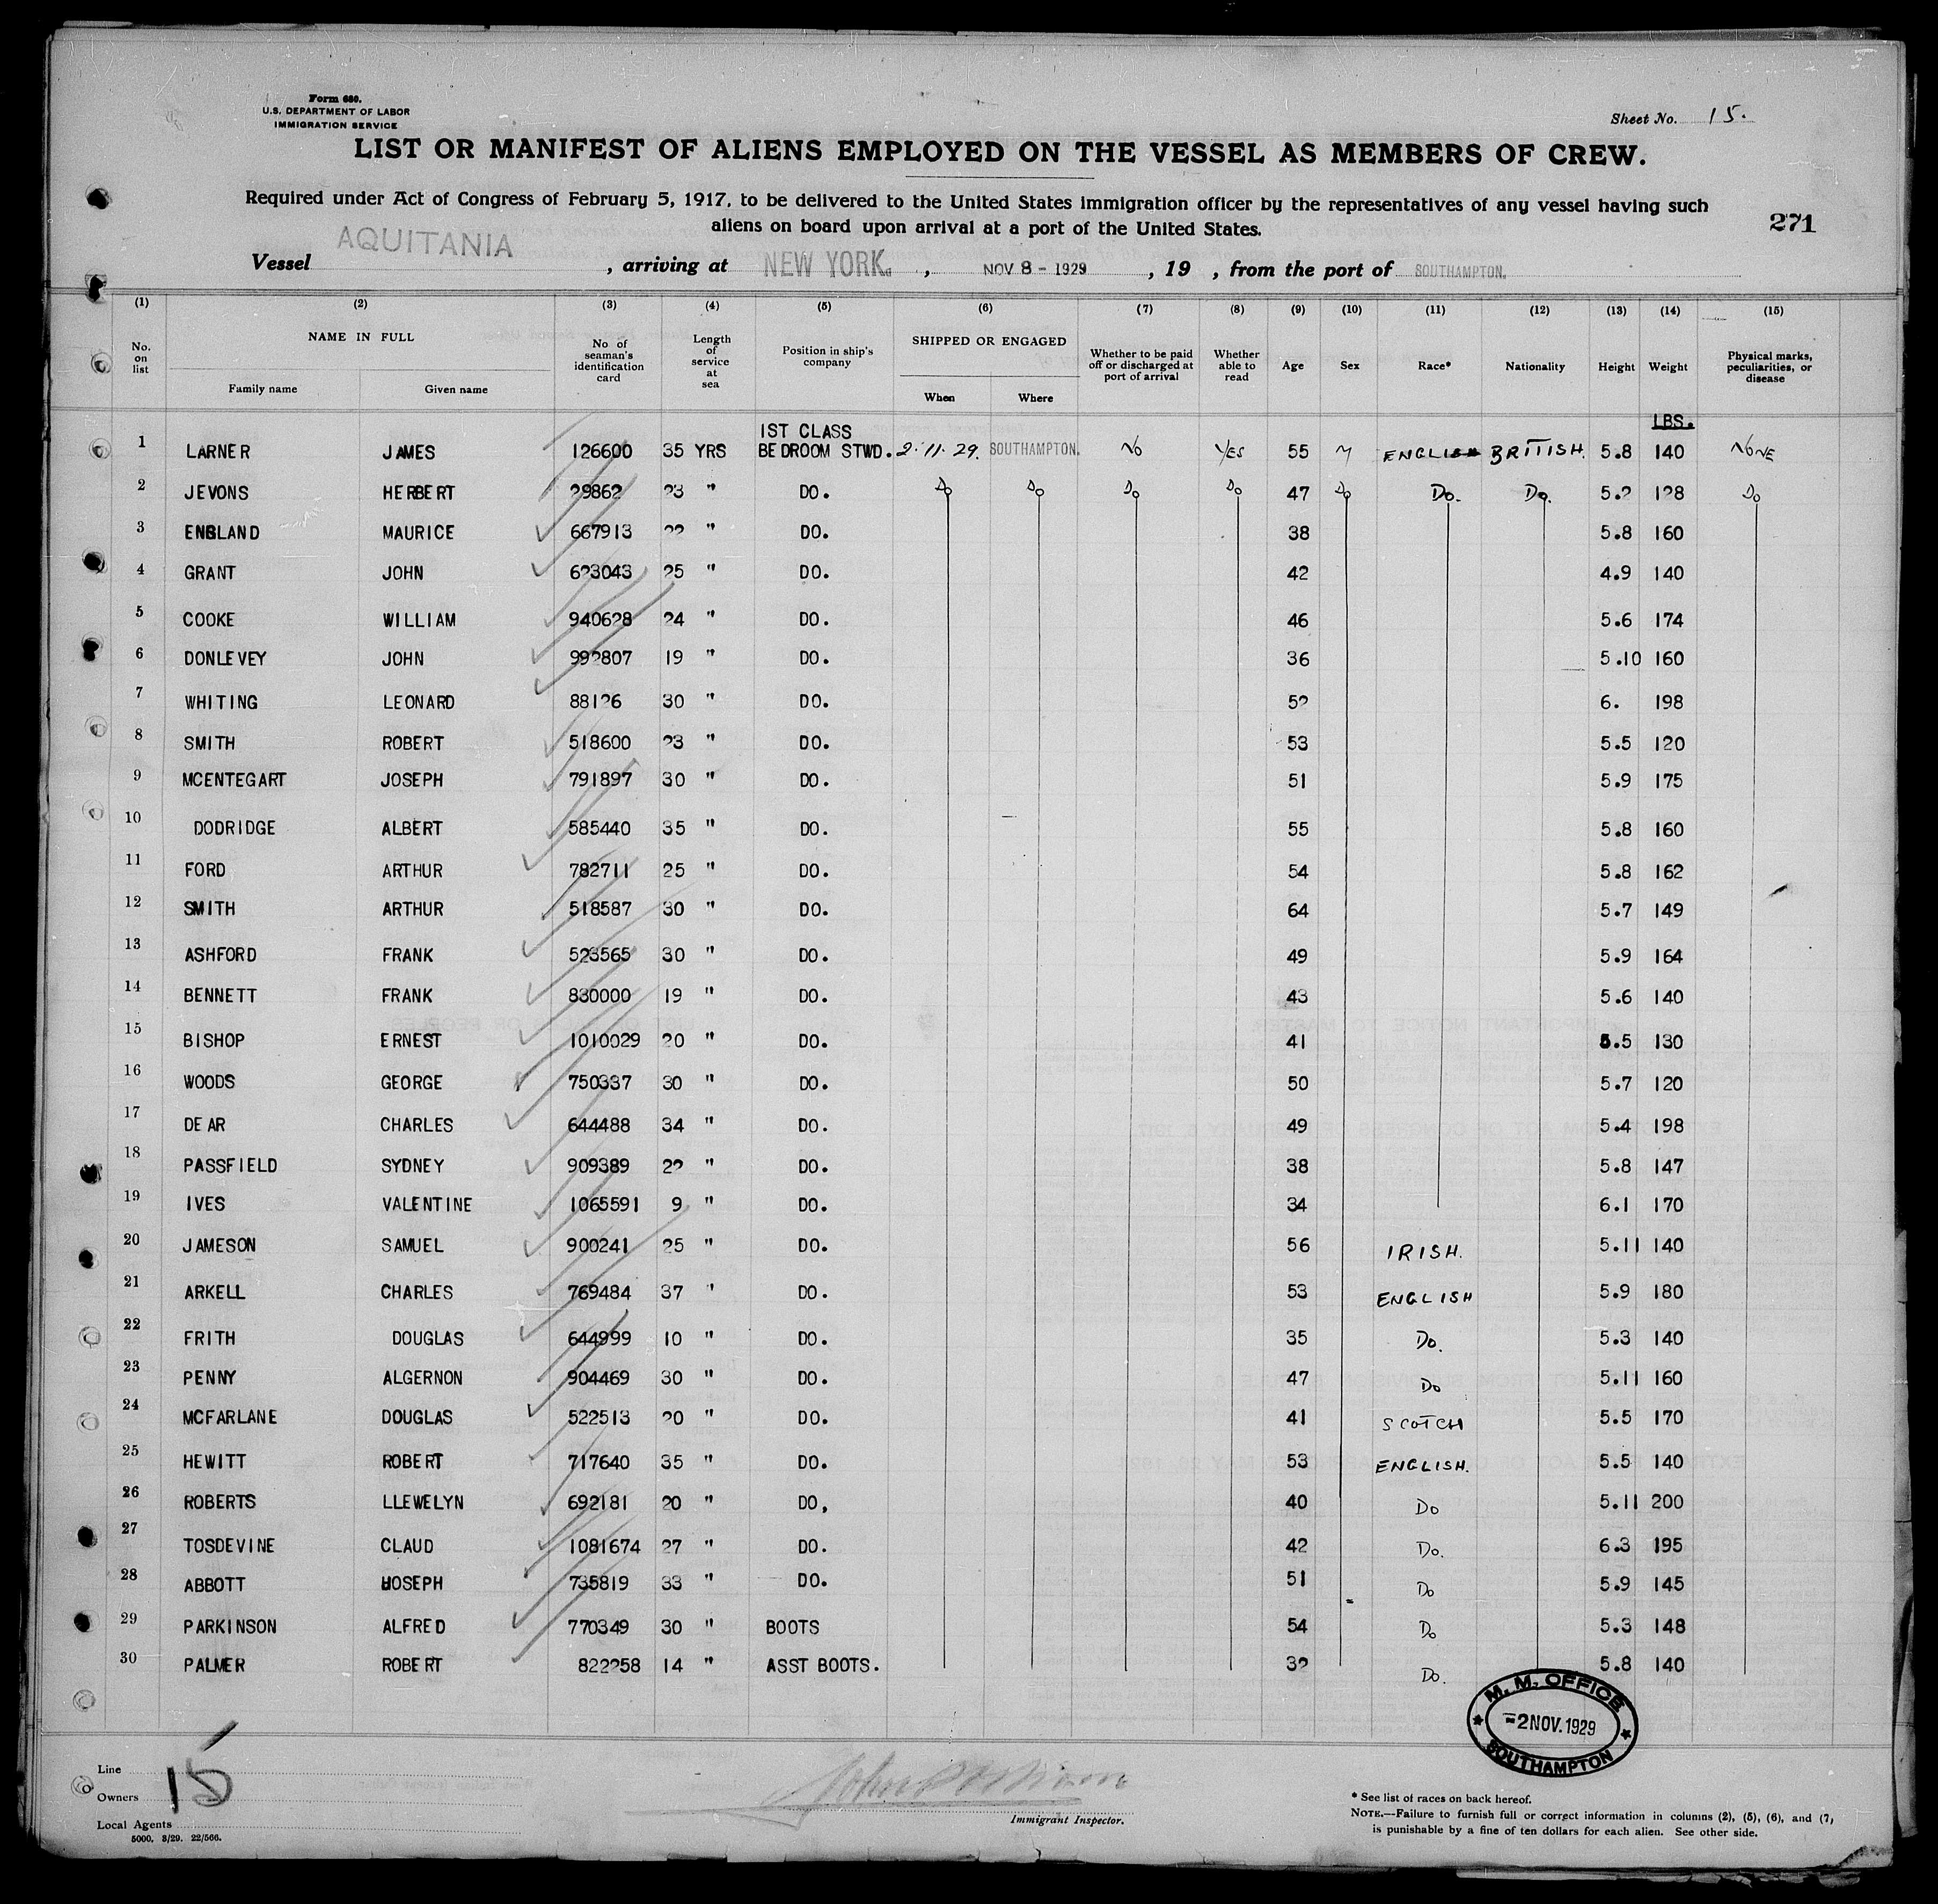 Form 680.
U.S. DEPARTMENT OF LABOR
IMMIGRATION SERVICE
Sheet No. 15.
LIST OR MANIFEST OF ALIENS EMPLOYED ON THE VESSEL AS MEMBERS OF CREW.
Required under Act of Congress of February 5, 1917, to be delivered to the United States immigration officer by the representatives of any vessel having such
aliens on board upon arrival at a port of the United States.
271
Vessel AQUITANIA, arriving at NEW YORK, NOV 8 - 1929, 19 , from the port of SOUTHAMPTON.
(1) (2) (3) (4) (5) (6) (7) (8) (9) (10) (11) (12) (13) (14) (15)
No. on list NAME IN FULL Family name Given name No of seaman's identification card Length of service at sea Position in ship's company SHIPPED OR ENGAGED When Where Whether to be paid off or discharged at port of arrival Whether able to read Age Sex Race* Nationality Height Weight Physical marks, peculiarities, or disease
1ST CLASS LBS.
1 LARNER JAMES 126600 35 YRS BEDROOM STWD. 2.11.29. SOUTHAMPTON. No YES 55 M ENGLISH BRITISH. 5.8 140 NONE
2 JEVONS HERBERT 29862 23 " DO. Do Do Do Do 47 Do Do. Do. 5.2 128 Do
3 ENGLAND MAURICE 667913 22 " DO. 38 5.8 160
4 GRANT JOHN 623043 25 " DO. 42 4.9 140
5 COOKE WILLIAM 940628 24 " DO. 46 5.6 174
6 DONLEVEY JOHN 992807 19 " DO. 36 5.10 160
7 WHITING LEONARD 88126 30 " DO. 52 6. 198
8 SMITH ROBERT 518600 23 " DO. 53 5.5 120
9 MCENTEGART JOSEPH 791897 30 " DO. 51 5.9 175
10 DODRIDGE ALBERT 585440 35 " DO. 55 5.8 160
11 FORD ARTHUR 782711 25 " DO. 54 5.8 162
12 SMITH ARTHUR 518587 30 " DO. 64 5.7 149
13 ASHFORD FRANK 523565 30 " DO. 49 5.9 164
14 BENNETT FRANK 830000 19 " DO. 43 5.6 140
15 BISHOP ERNEST 1010029 20 " DO. 41 5.5 130
16 WOODS GEORGE 750337 30 " DO. 50 5.7 120
17 DEAR CHARLES 644488 34 " DO. 49 5.4 198
18 PASSFIELD SYDNEY 909389 22 " DO. 38 5.8 147
19 IVES VALENTINE 1065591 9 " DO. 34 6.1 170
20 JAMESON SAMUEL 900241 25 " DO. 56 IRISH. 5.11 140
21 ARKELL CHARLES 769484 37 " DO. 53 ENGLISH 5.9 180
22 FRITH DOUGLAS 644999 10 " DO. 35 Do. 5.3 140
23 PENNY ALGERNON 904469 30 " DO. 47 Do 5.11 160
24 MCFARLANE DOUGLAS 522513 20 " DO. 41 SCOTCH 5.5 170
25 HEWITT ROBERT 717640 35 " DO. 53 ENGLISH. 5.5 140
26 ROBERTS LLEWELYN 692181 20 " DO, 40 Do 5.11 200
27 TOSDEVINE CLAUD 1081674 27 " DO. 42 Do. 6.3 195
28 ABBOTT JOSEPH 735819 33 " DO. 51 Do 5.9 145
29 PARKINSON ALFRED 770349 30 " BOOTS 54 Do 5.3 148
30 PALMER ROBERT 822258 14 " ASST BOOTS. 32 Do. 5.8 140
M. M. OFFICE
-2 NOV. 1929
SOUTHAMPTON
Line
Owners
Local Agents
15
5000. 8/29. 22/566.
Immigrant Inspector.
* See list of races on back hereof.
NOTE.—Failure to furnish full or correct information in columns (2), (5), (6), and (7,
is punishable by a fine of ten dollars for each alien. See other side.